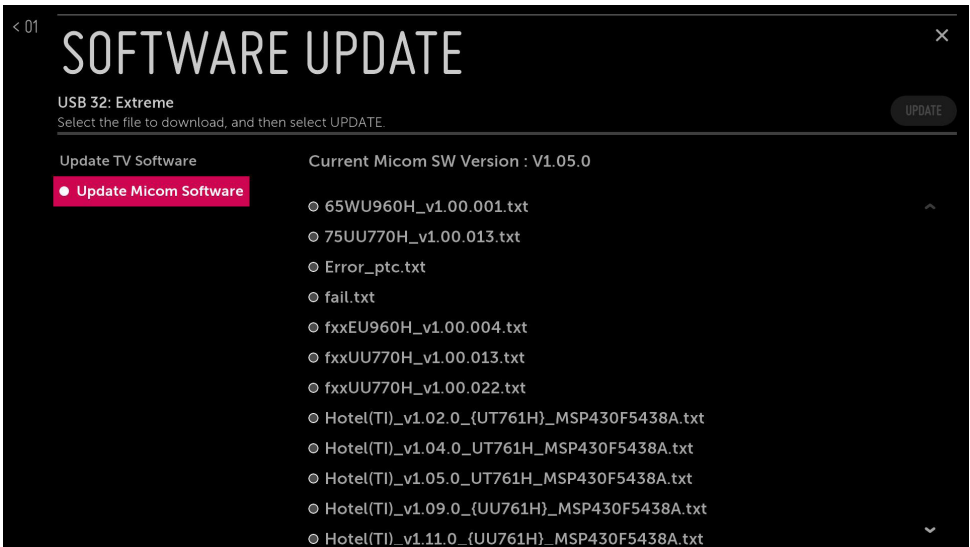 < 01
SOFTWARE UPDATE
USB 32: Extreme
Select the file to download, and then select UPDATE.
UPDATE
Update TV Software
Update Micom Software
Current Micom SW Version : V1.05.0
65WU960H_v1.00.001.txt
75UU770H_v1.00.013.txt
Error_ptc.txt
fail.txt
fxxEU960H_v1.00.004.txt
fxxUU770H_v1.00.013.txt
fxxUU770H_v1.00.022.txt
Hotel(TI)_v1.02.0_{UT761H}_MSP430F5438A.txt
Hotel(TI)_v1.04.0_UT761H_MSP430F5438A.txt
Hotel(TI)_v1.05.0_UT761H_MSP430F5438A.txt
Hotel(TI)_v1.09.0_{UU761H}_MSP430F5438A.txt
Hotel(TI)_v1.11.0_{UU761H}_MSP430F5438A.txt